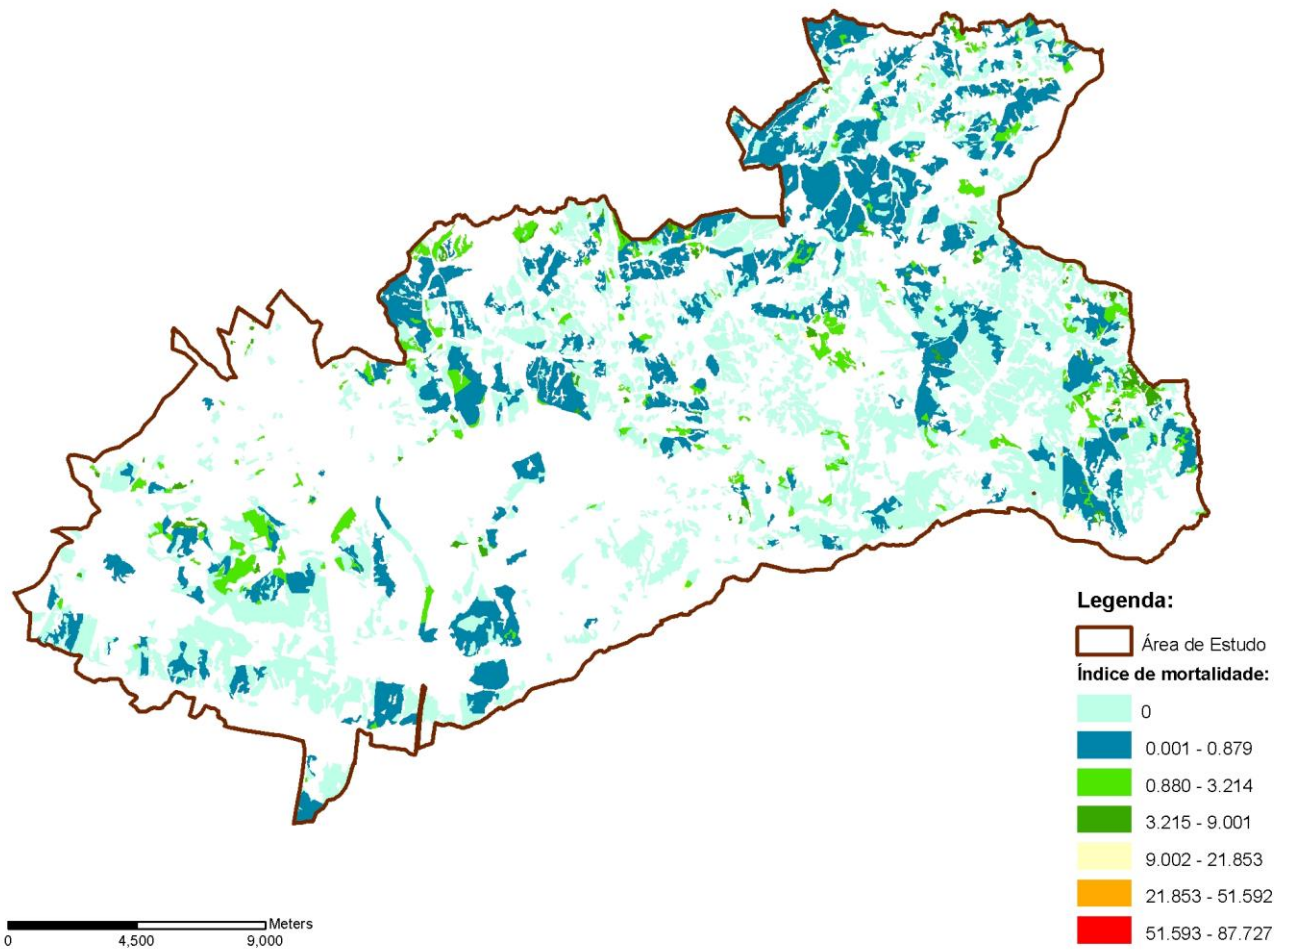 Legenda:
Área de Estudo
Índice de mortalidade:
0
0.001 - 0.879
0.880 - 3.214
3.215 - 9.001
9.002 - 21.853
21.853 - 51.592
51.593 - 87.727
Meters
0 4,500 9,000